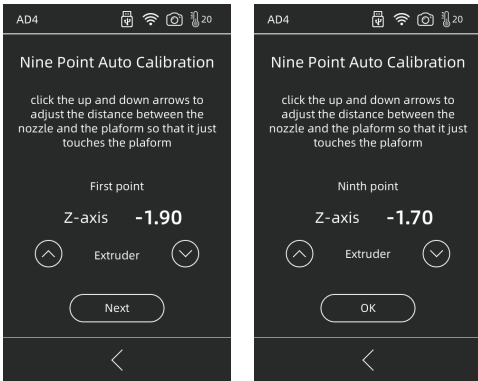 AD4
20
Nine Point Auto Calibration
click the up and down arrows to
adjust the distance between the
nozzle and the plaform so that it just
touches the plaform
First point
Z-axis -1.90
Extruder
Next
AD4
20
Nine Point Auto Calibration
click the up and down arrows to
adjust the distance between the
nozzle and the plaform so that it just
touches the plaform
Ninth point
Z-axis -1.70
Extruder
OK